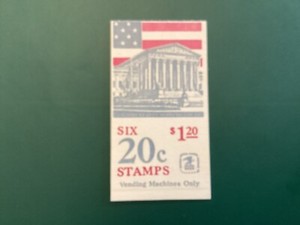 SIX $1.20
20c
STAMPS
Vending Machines Only